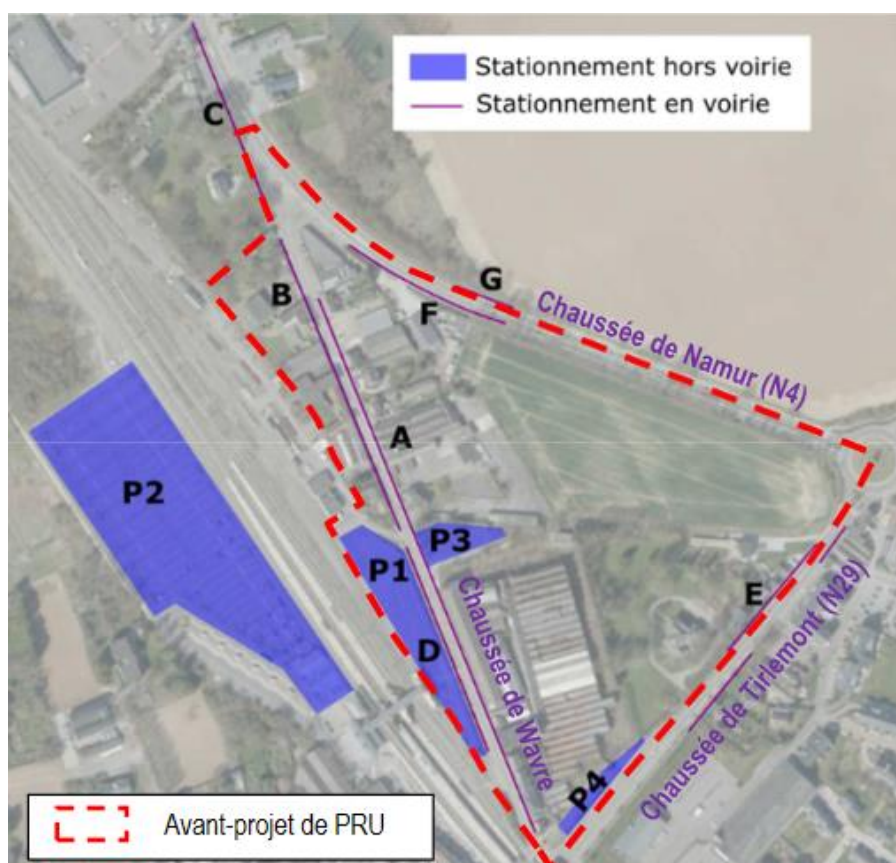 Stationnement hors voirie
Stationnement en voirie
C
B
G
F
Chaussée de Namur (N4)
A
P2
P3
P1
E
D
Chaussée de Wavre
Chaussée de Tirlemont (N29)
P4
Avant-projet de PRU